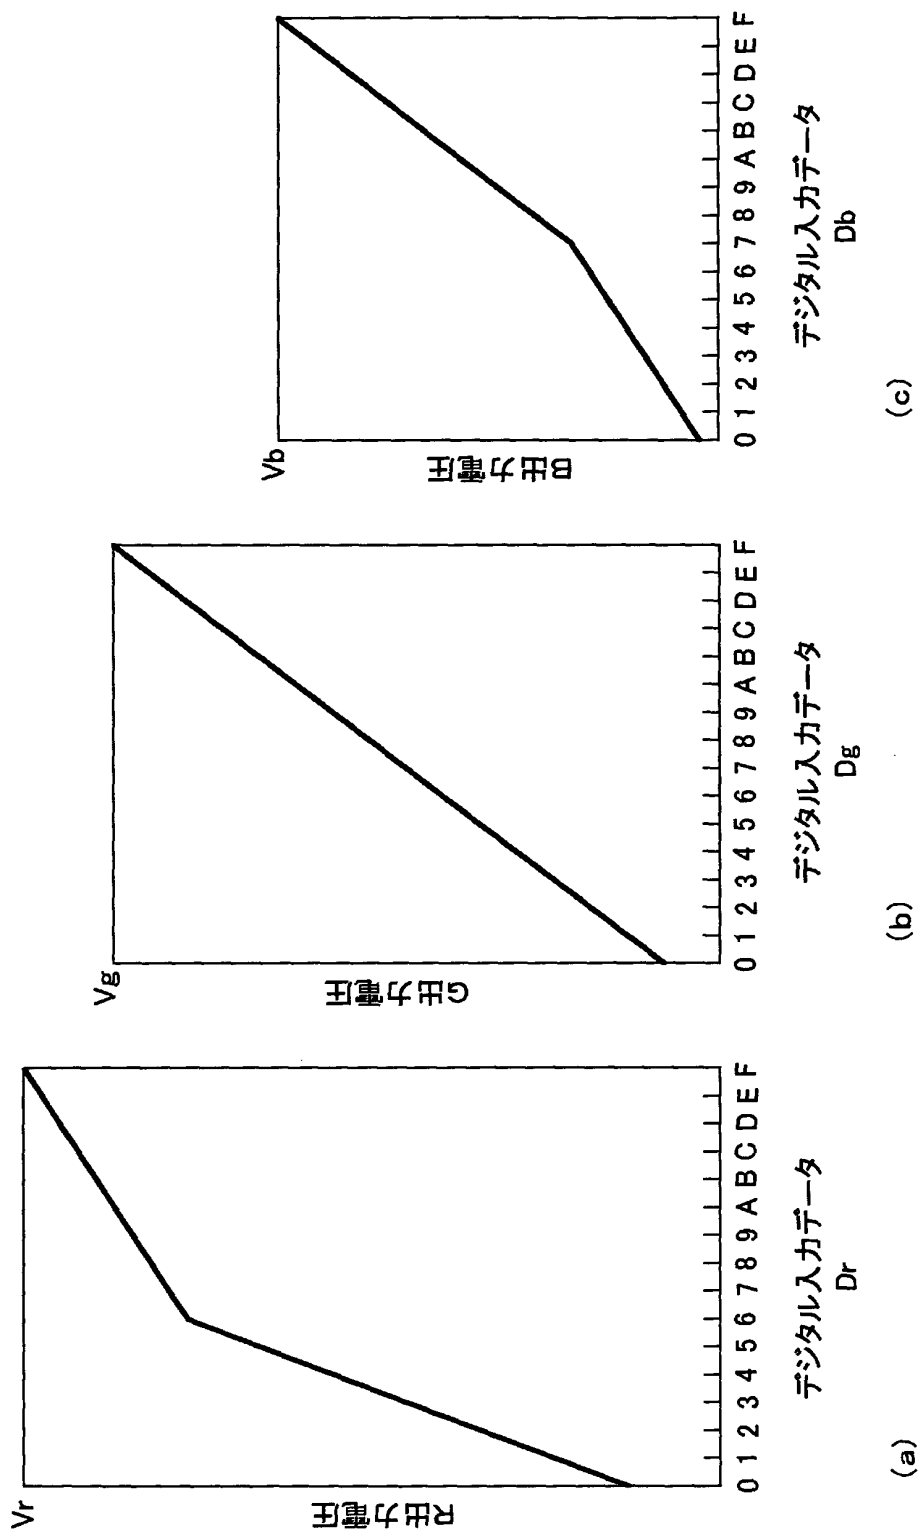 Vr
R出力電圧
0 1 2 3 4 5 6 7 8 9 A B C D E F
デジタル入力データ
Dr
(a)
Vg
G出力電圧
0 1 2 3 4 5 6 7 8 9 A B C D E F
デジタル入力データ
Dg
(b)
Vb
B出力電圧
0 1 2 3 4 5 6 7 8 9 A B C D E F
デジタル入力データ
Db
(c)